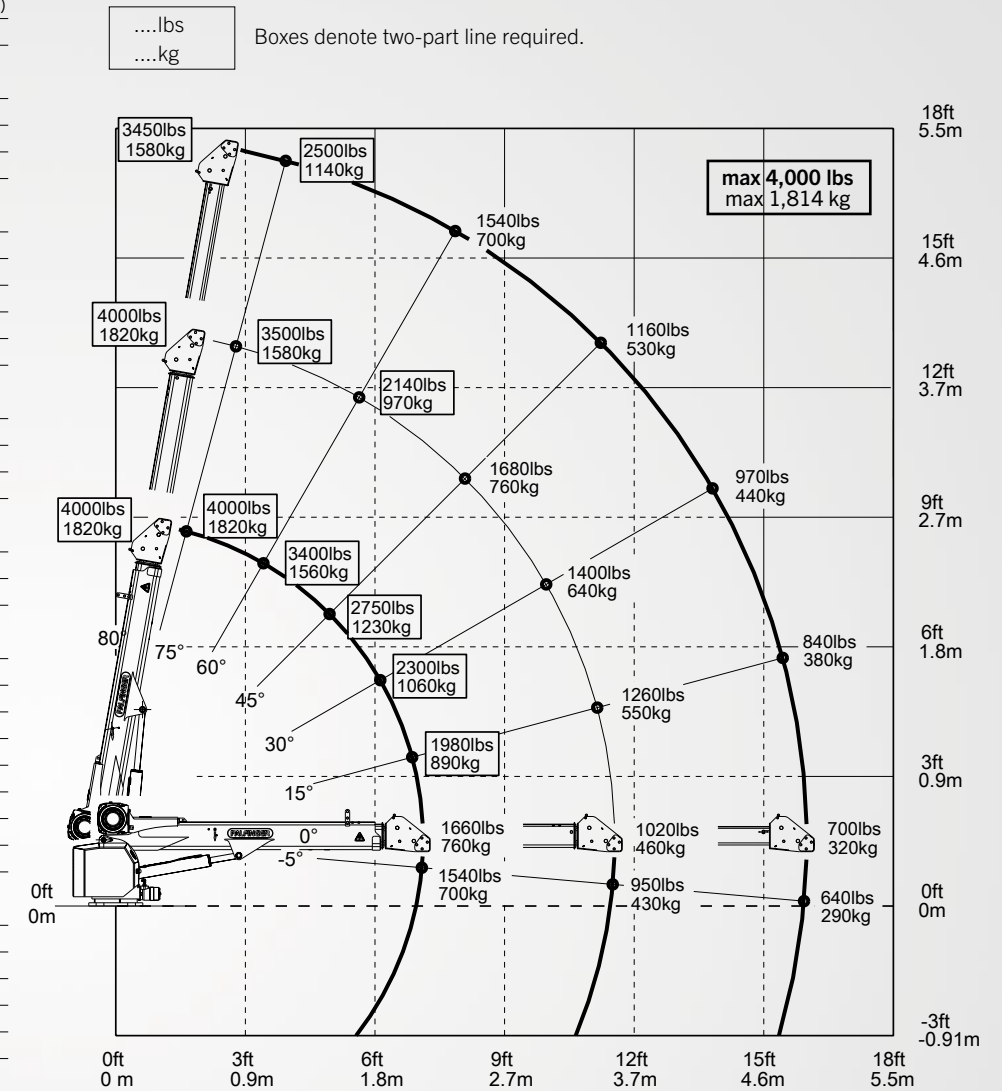 )
....lbs
....kg
Boxes denote two-part line required.
18ft
5.5m
3450lbs
1580kg
2500lbs
1140kg
max 4,000 lbs
max 1,814 kg
1540lbs
700kg
15ft
4.6m
4000lbs
1820kg
3500lbs
1580kg
1160lbs
530kg
12ft
3.7m
2140lbs
970kg
1680lbs
760kg
970lbs
440kg
9ft
2.7m
4000lbs
1820kg
4000lbs
1820kg
3400lbs
1560kg
1400lbs
640kg
2750lbs
1230kg
80°
75°
60°
45°
30°
15°
0°
-5°
6ft
1.8m
840lbs
380kg
2300lbs
1060kg
1260lbs
550kg
1980lbs
890kg
3ft
0.9m
PALFINGER
PALFINGER
1660lbs
760kg
1020lbs
460kg
700lbs
320kg
1540lbs
700kg
950lbs
430kg
640lbs
290kg
0ft
0m
0ft
0m
-3ft
-0.91m
0ft
0 m
3ft
0.9m
6ft
1.8m
9ft
2.7m
12ft
3.7m
15ft
4.6m
18ft
5.5m